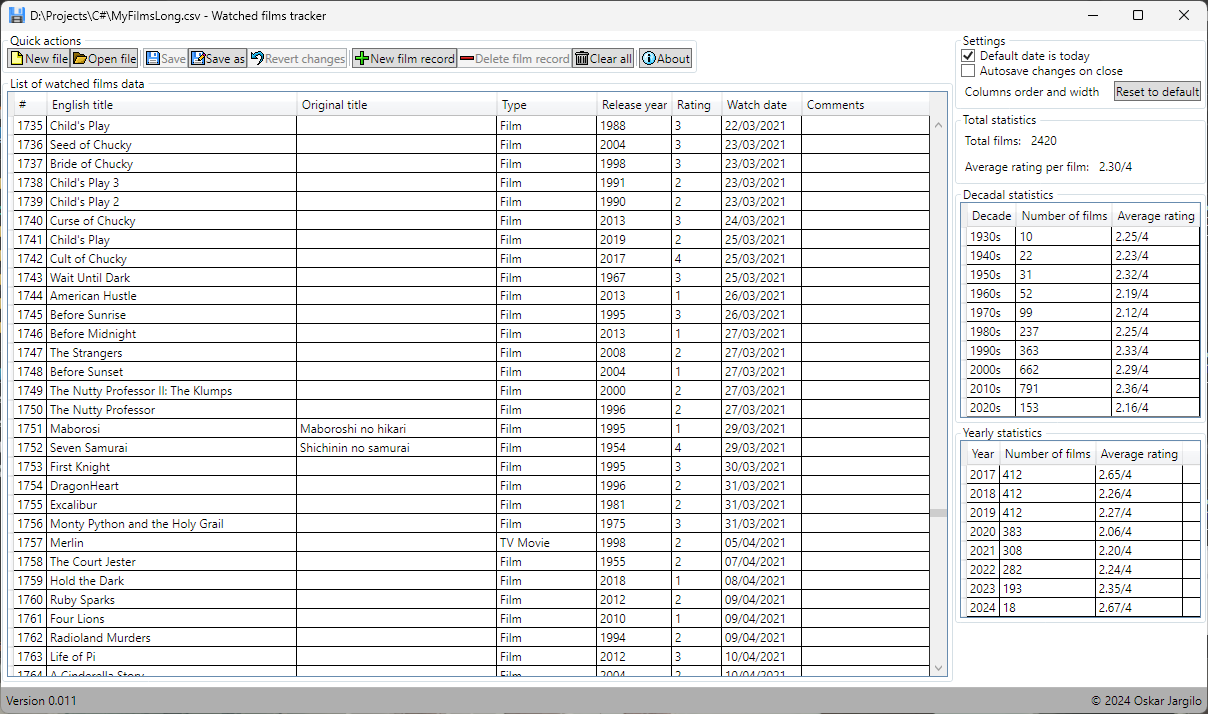 D:\Projects\C#\MyFilmsLong.csv - Watched films tracker
Quick actions
New file Open file Save Save as Revert changes New film record Delete film record Clear all About
List of watched films data
# English title Original title Type Release year Rating Watch date Comments
1735 Child's Play Film 1988 3 22/03/2021
1736 Seed of Chucky Film 2004 3 23/03/2021
1737 Bride of Chucky Film 1998 3 23/03/2021
1738 Child's Play 3 Film 1991 2 23/03/2021
1739 Child's Play 2 Film 1990 2 23/03/2021
1740 Curse of Chucky Film 2013 3 24/03/2021
1741 Child's Play Film 2019 2 25/03/2021
1742 Cult of Chucky Film 2017 4 25/03/2021
1743 Wait Until Dark Film 1967 3 25/03/2021
1744 American Hustle Film 2013 1 26/03/2021
1745 Before Sunrise Film 1995 3 26/03/2021
1746 Before Midnight Film 2013 1 27/03/2021
1747 The Strangers Film 2008 2 27/03/2021
1748 Before Sunset Film 2004 1 27/03/2021
1749 The Nutty Professor II: The Klumps Film 2000 2 27/03/2021
1750 The Nutty Professor Film 1996 2 27/03/2021
1751 Maborosi Maboroshi no hikari Film 1995 1 29/03/2021
1752 Seven Samurai Shichinin no samurai Film 1954 4 29/03/2021
1753 First Knight Film 1995 3 30/03/2021
1754 DragonHeart Film 1996 2 31/03/2021
1755 Excalibur Film 1981 2 31/03/2021
1756 Monty Python and the Holy Grail Film 1975 3 31/03/2021
1757 Merlin TV Movie 1998 2 05/04/2021
1758 The Court Jester Film 1955 2 07/04/2021
1759 Hold the Dark Film 2018 1 08/04/2021
1760 Ruby Sparks Film 2012 2 09/04/2021
1761 Four Lions Film 2010 1 09/04/2021
1762 Radioland Murders Film 1994 2 09/04/2021
1763 Life of Pi Film 2012 3 10/04/2021
1764 A Cinderella Story Film 2004 2 10/04/2021
Settings
Default date is today
Autosave changes on close
Columns order and width Reset to default
Total statistics
Total films: 2420
Average rating per film: 2.30/4
Decadal statistics
Decade Number of films Average rating
1930s 10 2.25/4
1940s 22 2.23/4
1950s 31 2.32/4
1960s 52 2.19/4
1970s 99 2.12/4
1980s 237 2.25/4
1990s 363 2.33/4
2000s 662 2.29/4
2010s 791 2.36/4
2020s 153 2.16/4
Yearly statistics
Year Number of films Average rating
2017 412 2.65/4
2018 412 2.26/4
2019 412 2.27/4
2020 383 2.06/4
2021 308 2.20/4
2022 282 2.24/4
2023 193 2.35/4
2024 18 2.67/4
Version 0.011
© 2024 Oskar Jargilo